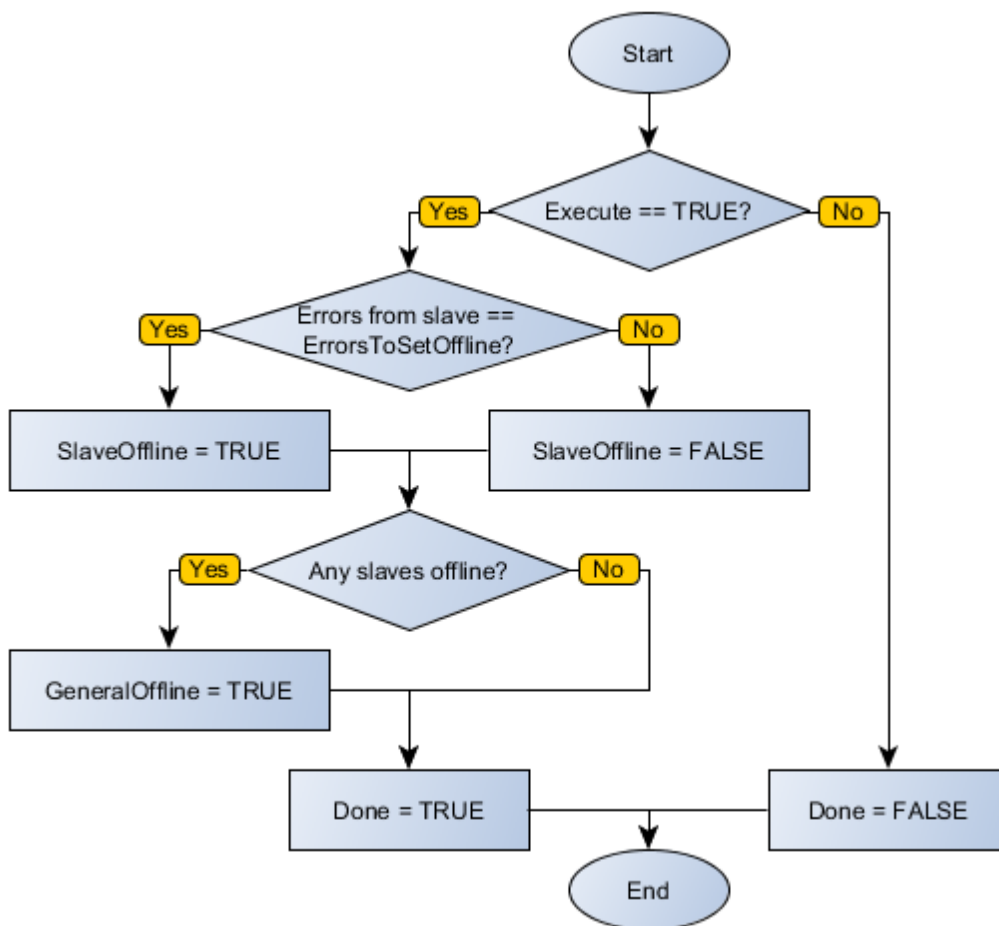 Start
Execute == TRUE?
Yes
No
Errors from slave ==
ErrorsToSetOffline?
Yes
No
SlaveOffline = TRUE
SlaveOffline = FALSE
Any slaves offline?
Yes
No
GeneralOffline = TRUE
Done = TRUE
Done = FALSE
End